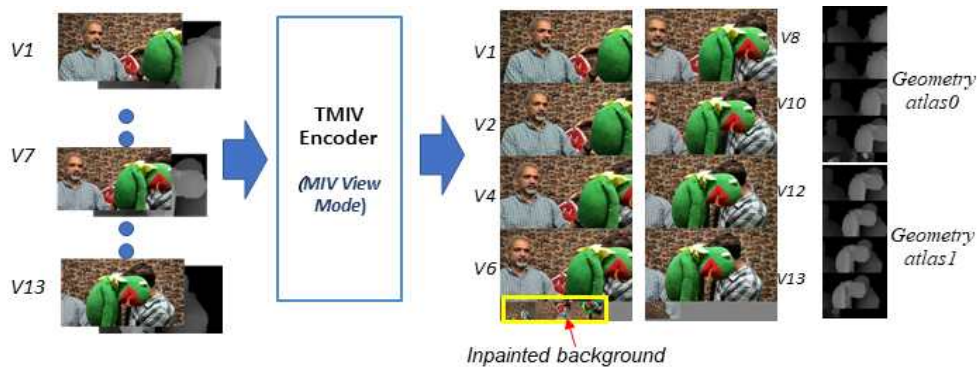 V1
V7
V13
TMIV
Encoder
(MIV View
Mode)
V1
V2
V4
V6
V8
V10
V12
V13
Geometry
atlas0
Geometry
atlas1
Inpainted background